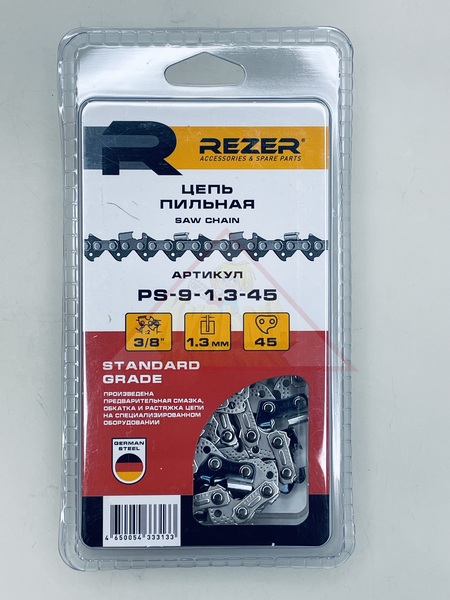 R
REZER®
ACCESSORIES & SPARE PARTS
ЦЕПЬ
ПИЛЬНАЯ
SAW CHAIN
АРТИКУЛ
PS-9-1.3-45
3/8"
1.3 мм
45
STANDARD
GRADE
ПРОИЗВЕДЕНА
ПРЕДВАРИТЕЛЬНАЯ СМАЗКА,
ОБКАТКА И РАСТЯЖКА ЦЕПИ
НА СПЕЦИАЛИЗИРОВАННОМ
ОБОРУДОВАНИИ
GERMAN
STEEL
4 650054 333133